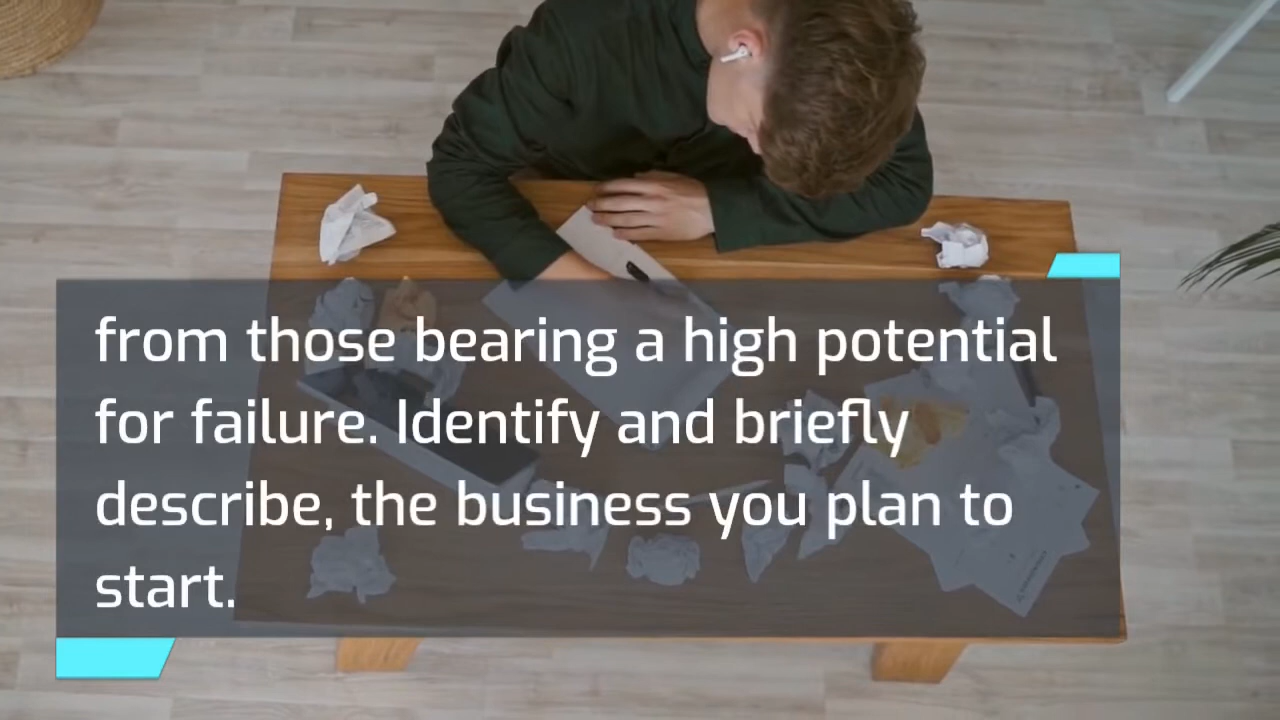 from those bearing a high potential
for failure. Identify and briefly
describe, the business you plan to
start.